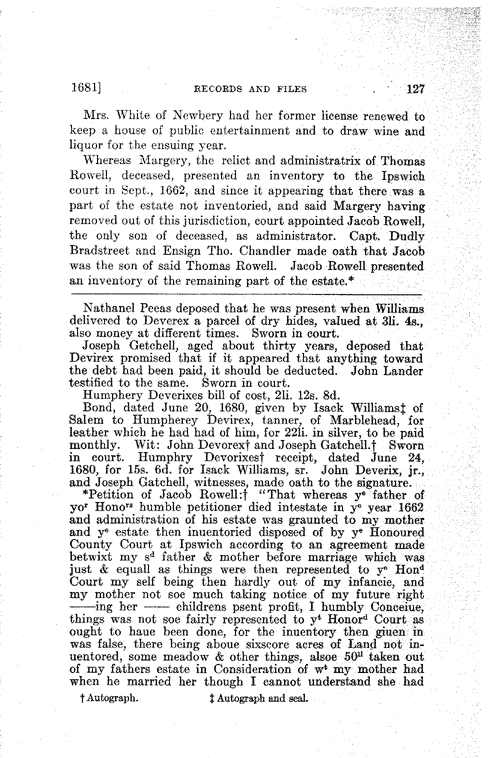 1681] RECORDS AND FILES 127
Mrs. White of Newbery had her former license renewed to
keep a house of public entertainment and to draw wine and
liquor for the ensuing year.
Whereas Margery, the relict and administratrix of Thomas
Rowell, deceased, presented an inventory to the Ipswich
court in Sept., 1662, and since it appearing that there was a
part of the estate not inventoried, and said Margery having
removed out of this jurisdiction, court appointed Jacob Rowell,
the only son of deceased, as administrator. Capt. Dudly
Bradstreet and Ensign Tho. Chandler made oath that Jacob
was the son of said Thomas Rowell. Jacob Rowell presented
an inventory of the remaining part of the estate.*
Nathanel Peeas deposed that he was present when Williams
delivered to Deverex a parcel of dry hides, valued at 3li. 4s.,
also money at different times. Sworn in court.
Joseph Getchell, aged about thirty years, deposed that
Devirex promised that if it appeared that anything toward
the debt had been paid, it should be deducted. John Lander
testified to the same. Sworn in court.
Humphery Deverixes bill of cost, 2li. 12s. 8d.
Bond, dated June 20, 1680, given by Isack Williams‡ of
Salem to Humpherey Devirex, tanner, of Marblehead, for
leather which he had had of him, for 22li. in silver, to be paid
monthly. Wit: John Devorex† and Joseph Gatchell.† Sworn
in court. Humphry Devorixes† receipt, dated June 24,
1680, for 15s. 6d. for Isack Williams, sr. John Deverix, jr.,
and Joseph Gatchell, witnesses, made oath to the signature.
*Petition of Jacob Rowell:† "That whereas yᵉ father of
yoʳ Honoʳˢ humble petitioner died intestate in yᵉ year 1662
and administration of his estate was graunted to my mother
and yᵉ estate then inuentoried disposed of by yᵉ Honoured
County Court at Ipswich according to an agreement made
betwixt my sᵈ father & mother before marriage which was
just & equall as things were then represented to yᵉ Honᵈ
Court my self being then hardly out of my infancie, and
my mother not soe much taking notice of my future right
——ing her —— childrens psent profit, I humbly Conceiue,
things was not soe fairly represented to yᵗ Honorᵈ Court as
ought to haue been done, for the inuentory then giuen in
was false, there being aboue sixscore acres of Land not in-
uentored, some meadow & other things, alsoe 50ˡⁱ taken out
of my fathers estate in Consideration of wᵗ my mother had
when he married her though I cannot understand she had
† Autograph. ‡ Autograph and seal.